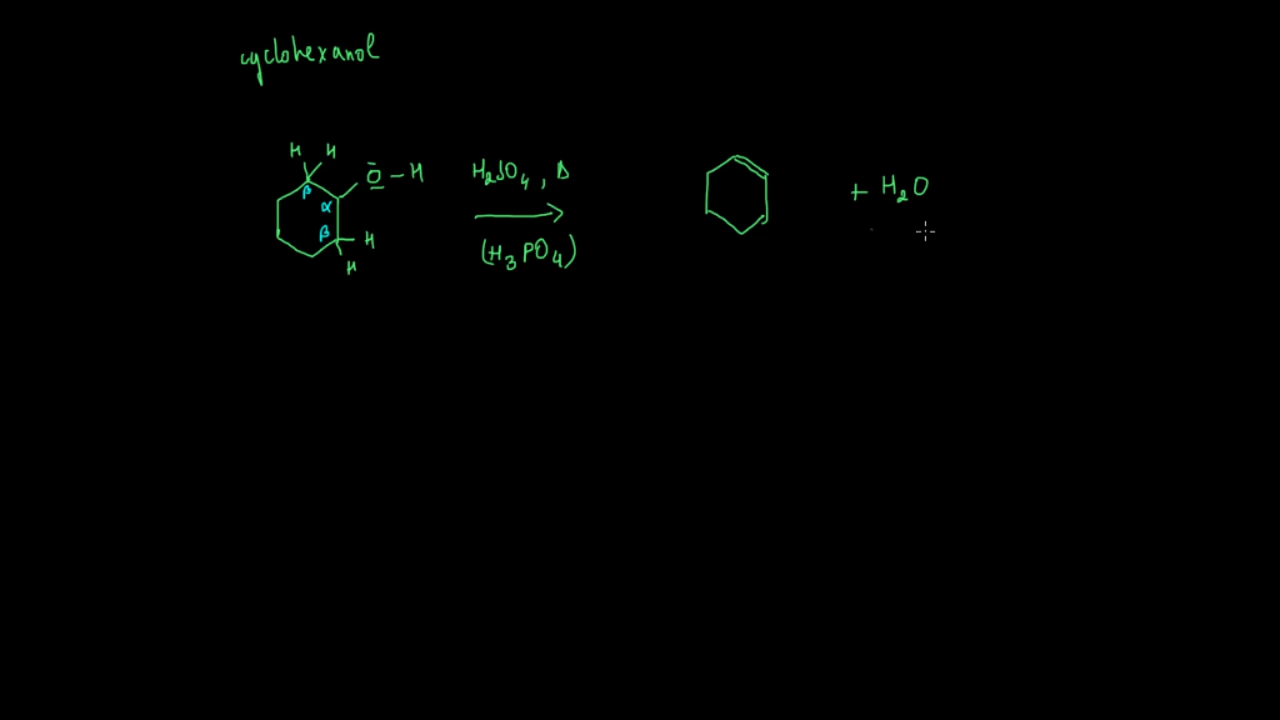 cyclohexanol
H H
O - H
β
α
β
H
H
H₂SO₄, Δ
(H₃PO₄)
+ H₂O